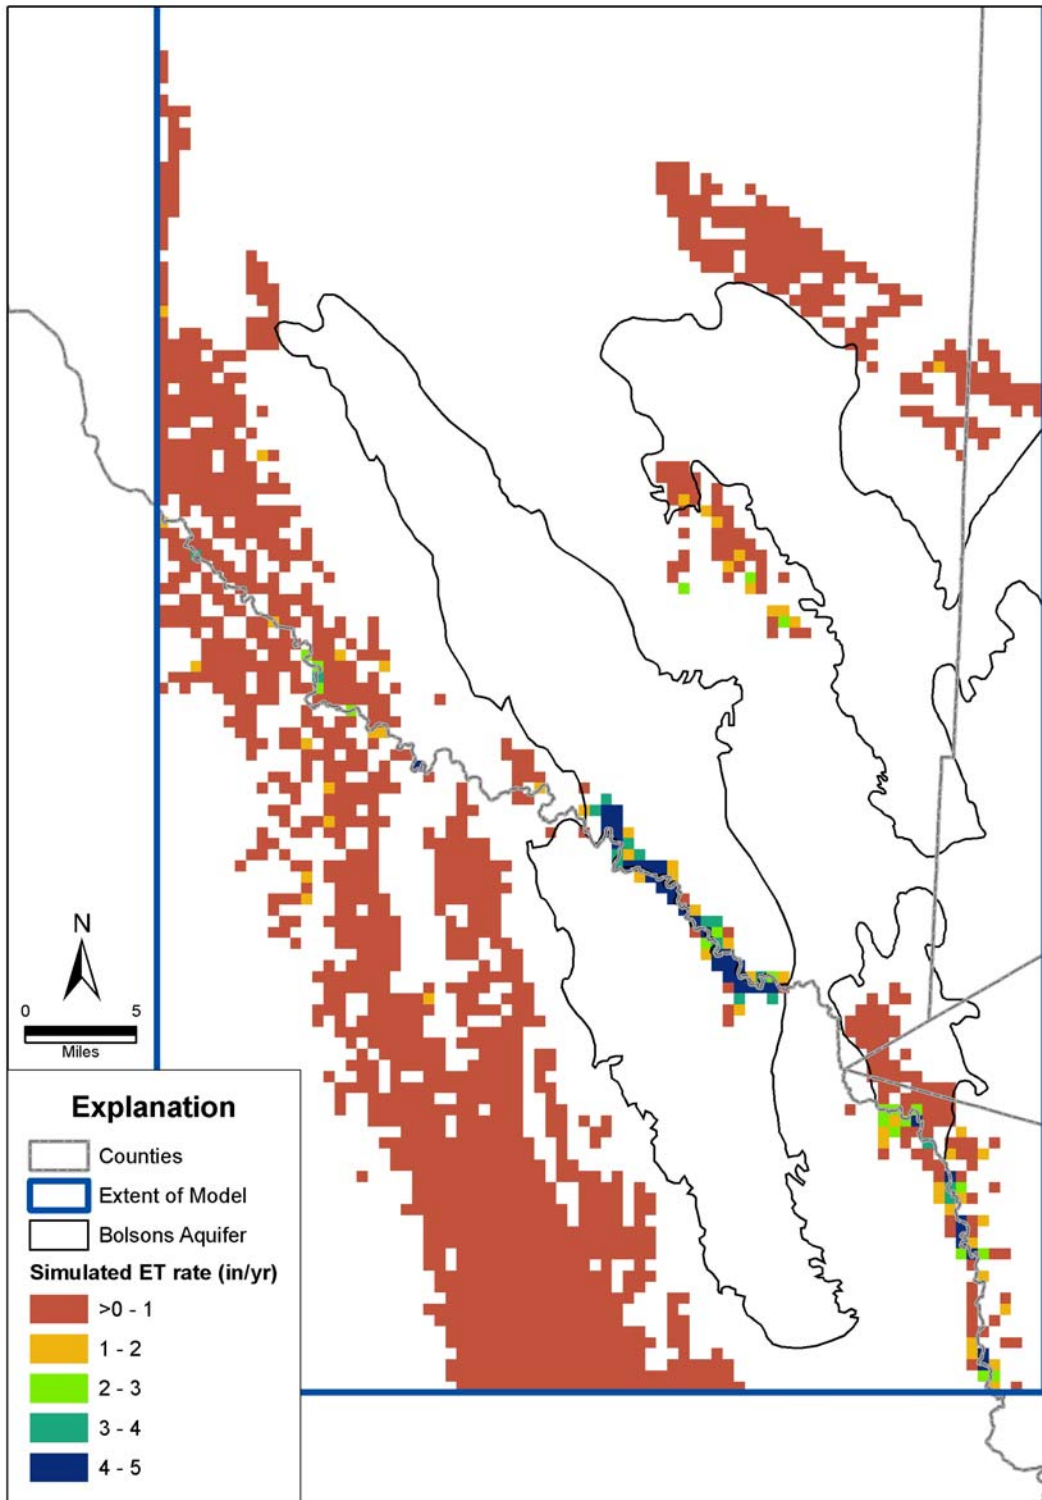 N
0 5
Miles
Explanation
Counties
Extent of Model
Bolsons Aquifer
Simulated ET rate (in/yr)
>0 - 1
1 - 2
2 - 3
3 - 4
4 - 5